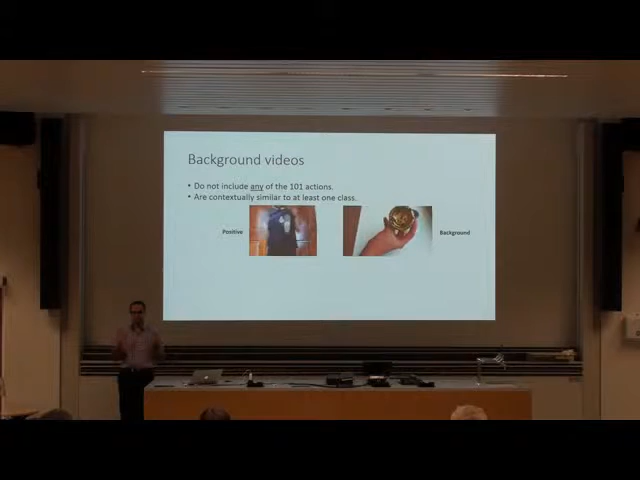 Background videos
• Do not include any of the 101 actions.
• Are contextually similar to at least one class.
Positive
Background